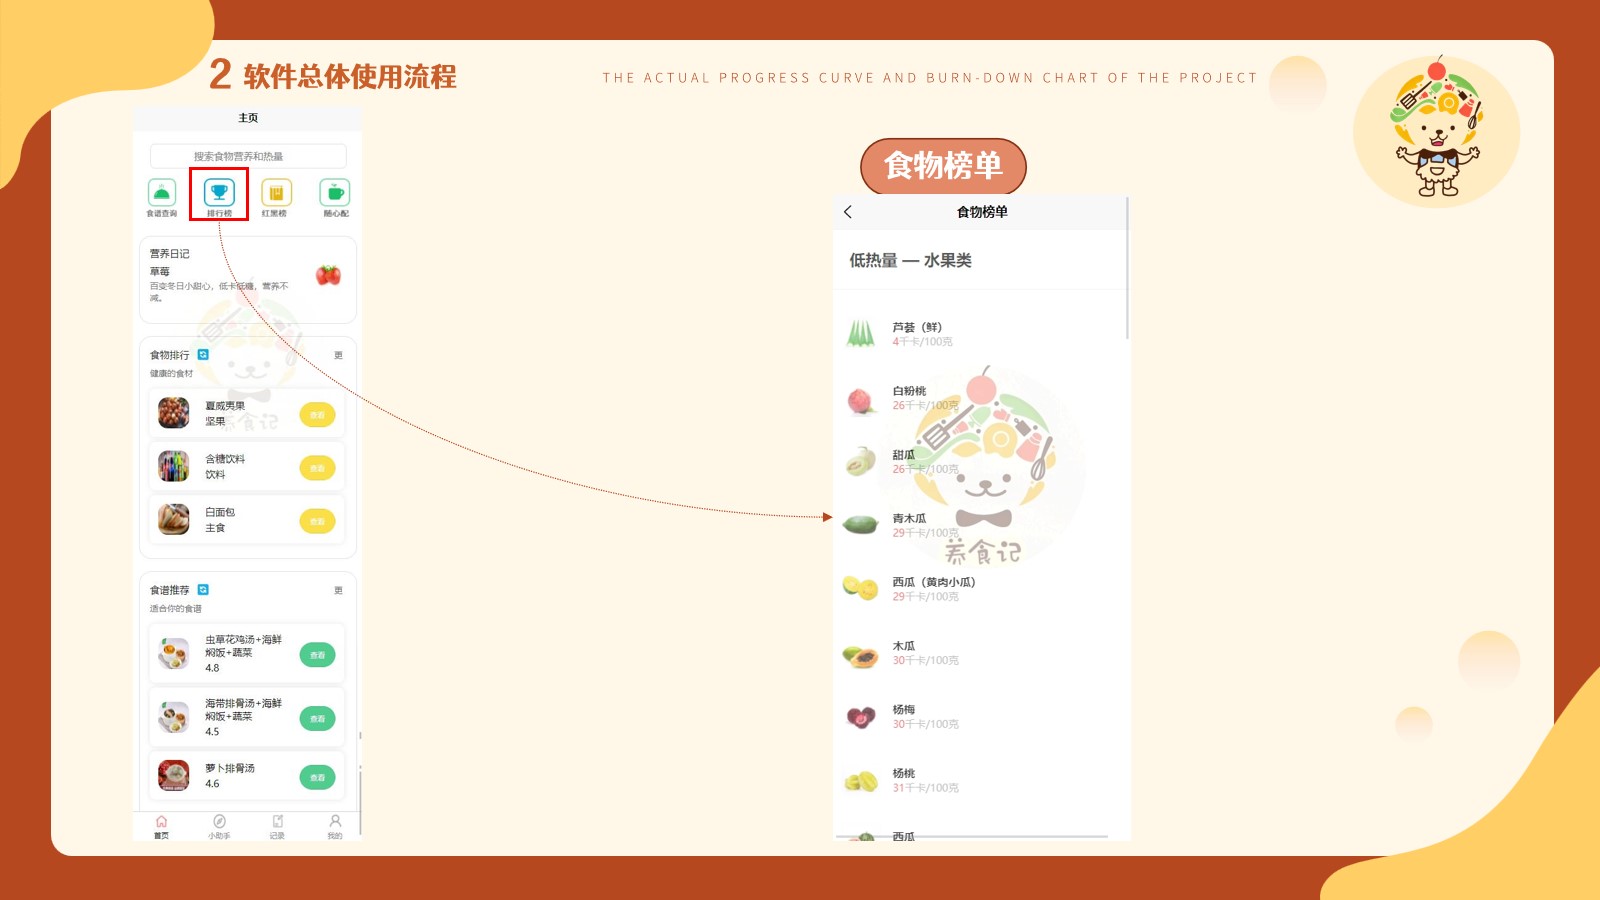 2 软件总体使用流程
THE ACTUAL PROGRESS CURVE AND BURN-DOWN CHART OF THE PROJECT
主页
搜索食物营养和热量
食谱查询
排行榜
红黑榜
随心配
营养日记
草莓
百变冬日小甜心，低卡低糖，营养不
减。
食物排行
更
健康的食材
夏威夷果
坚果
查看
含糖饮料
饮料
查看
白面包
主食
查看
食谱推荐
更
适合你的食谱
虫草花鸡汤+海鲜
焖饭+蔬菜
4.8
查看
海带排骨汤+海鲜
焖饭+蔬菜
4.5
查看
萝卜排骨汤
4.6
查看
首页
小助手
记录
我的
养食记
食物榜单
食物榜单
低热量 — 水果类
芦荟（鲜）
4千卡/100克
白粉桃
26千卡/100克
甜瓜
26千卡/100克
青木瓜
29千卡/100克
养食记
西瓜（黄肉小瓜）
29千卡/100克
木瓜
30千卡/100克
杨梅
30千卡/100克
杨桃
31千卡/100克
西瓜